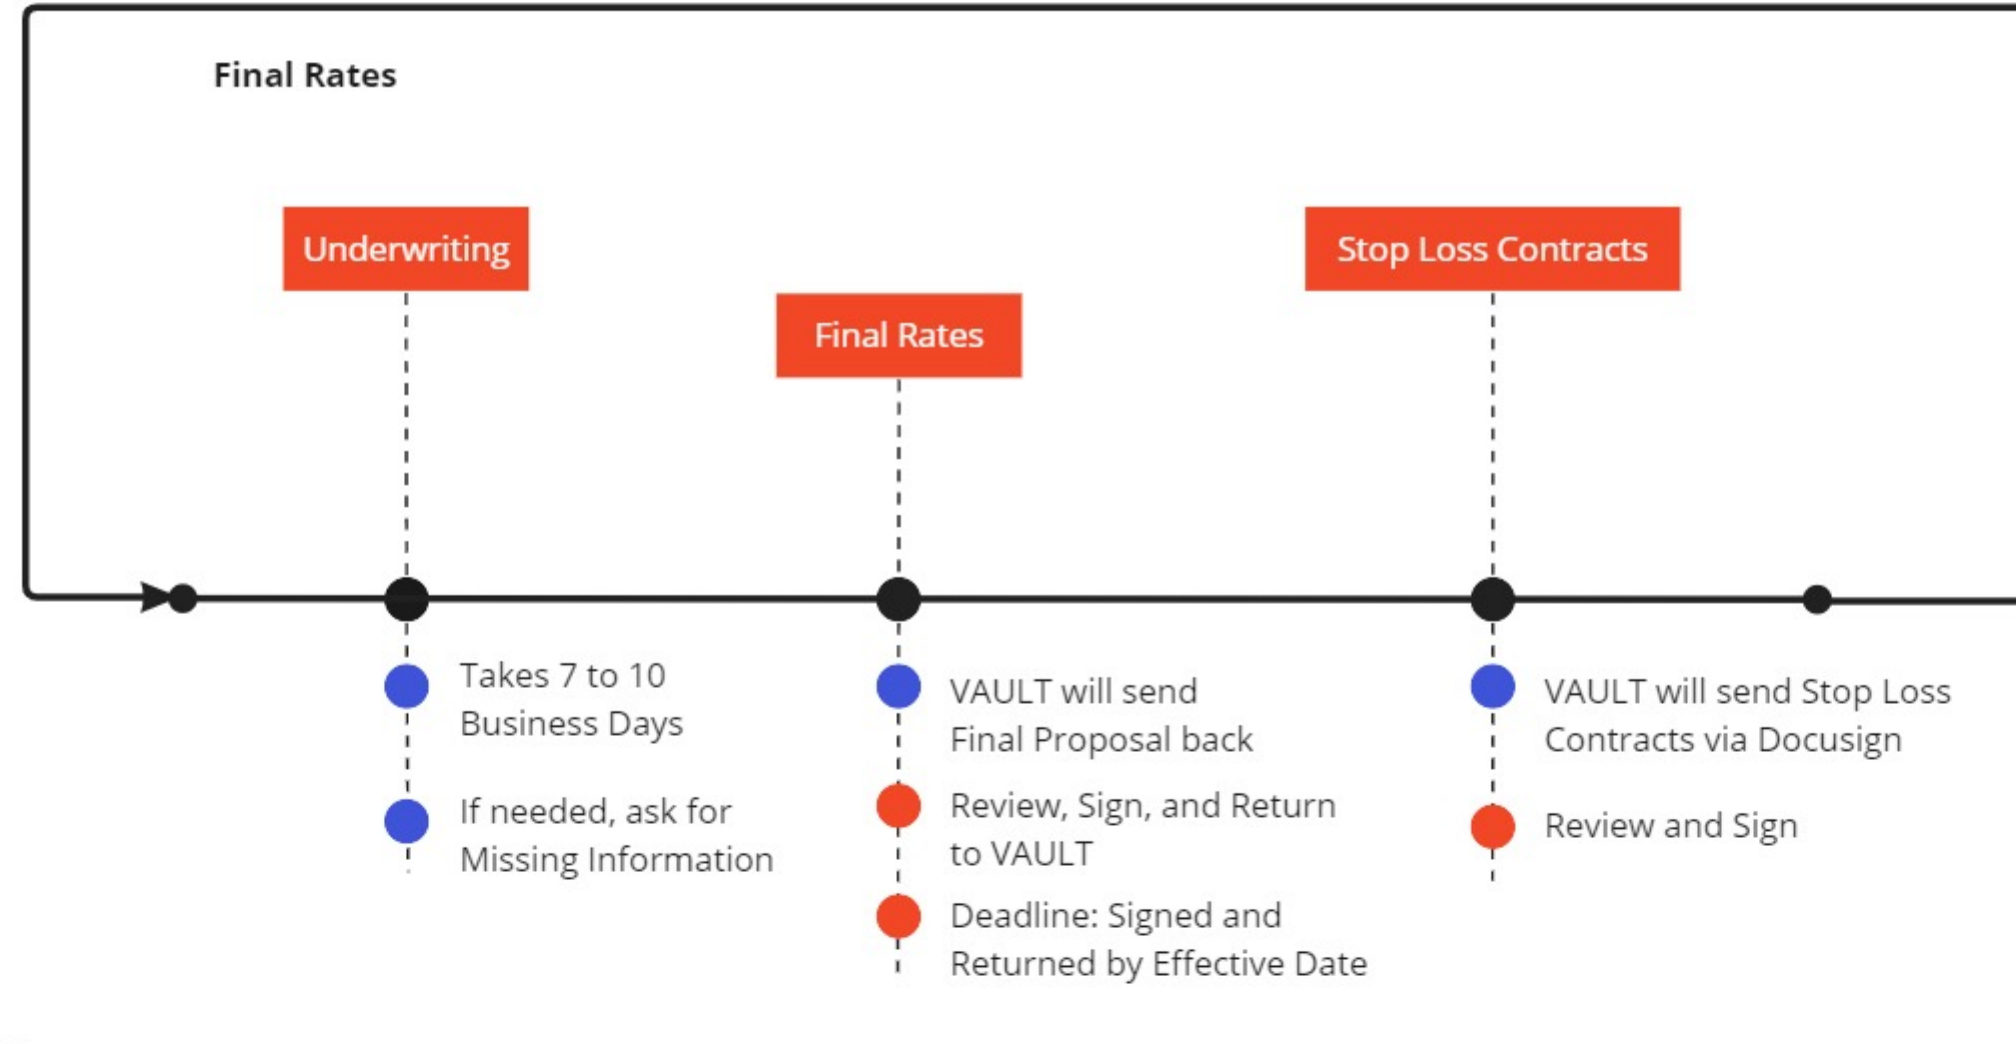 Final Rates
Underwriting
Final Rates
Stop Loss Contracts
Takes 7 to 10
Business Days
If needed, ask for
Missing Information
VAULT will send
Final Proposal back
Review, Sign, and Return
to VAULT
Deadline: Signed and
Returned by Effective Date
VAULT will send Stop Loss
Contracts via Docusign
Review and Sign